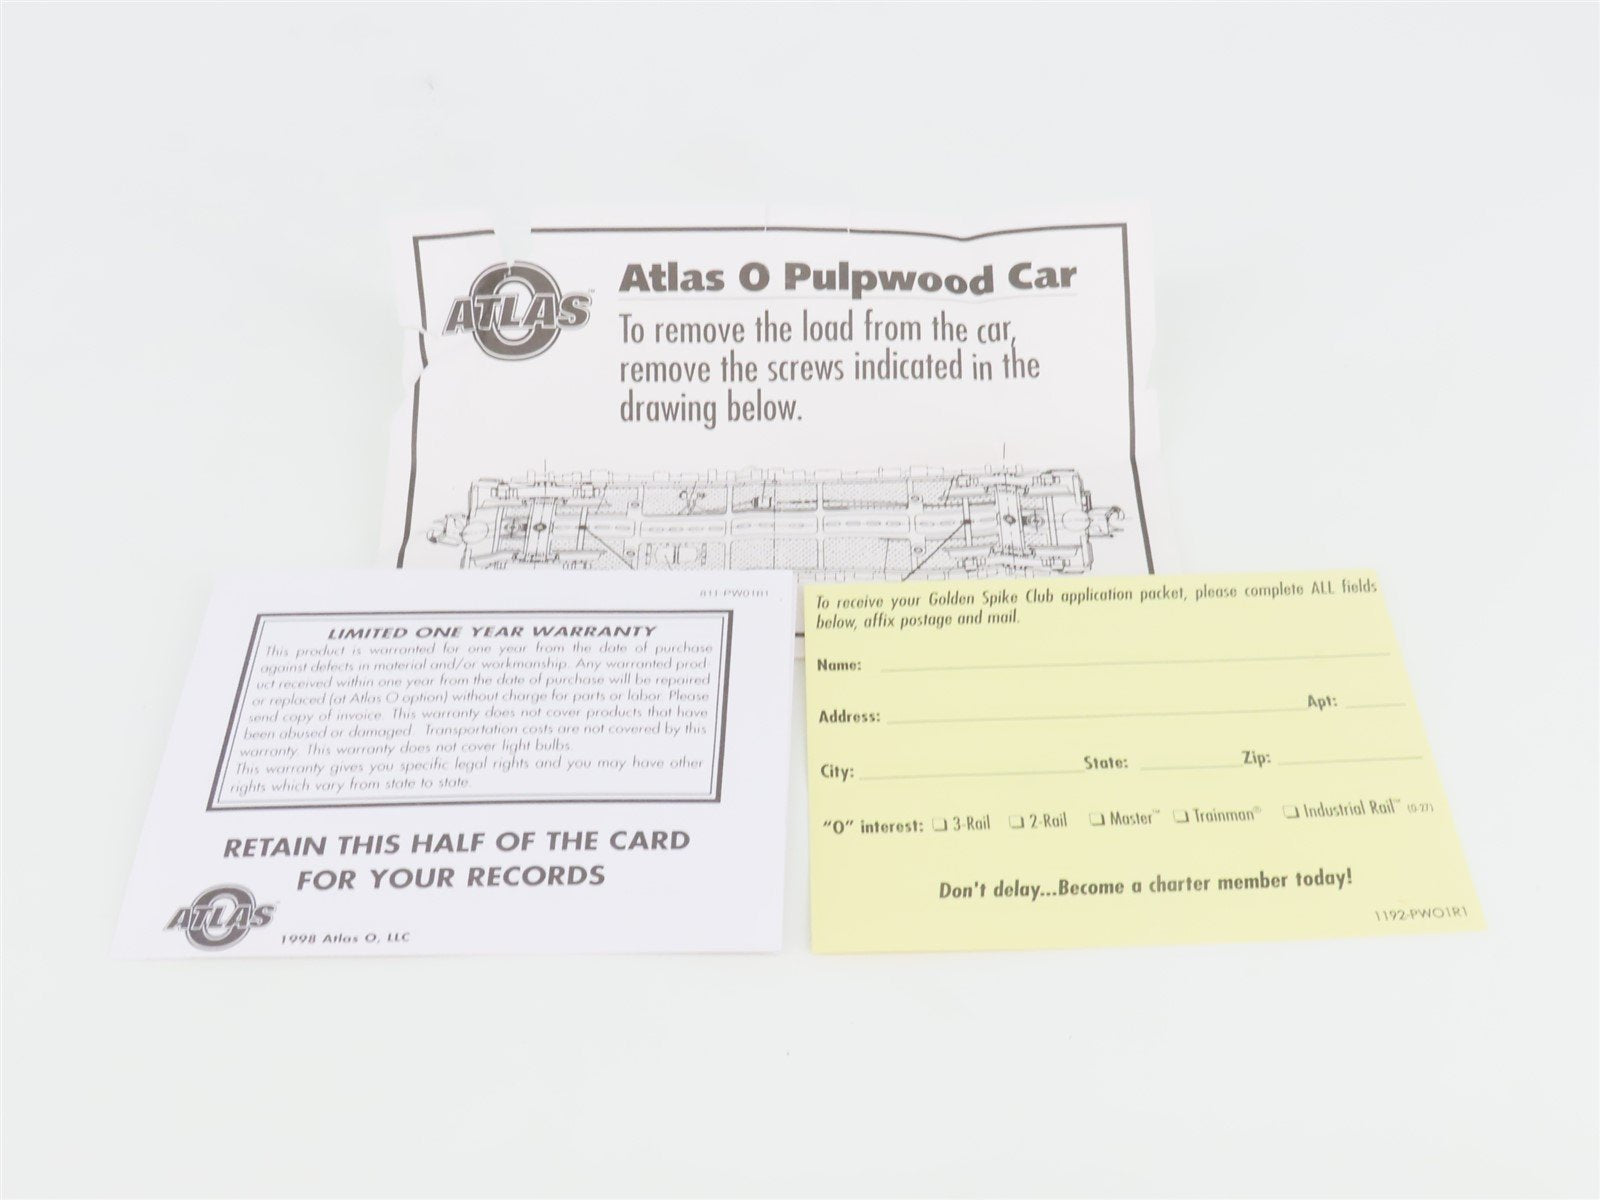 ATLAS O™
Atlas O Pulpwood Car
To remove the load from the car,
remove the screws indicated in the
drawing below.
811-PW01R1
LIMITED ONE YEAR WARRANTY
This product is warranted for one year from the date of purchase
against defects in material and/or workmanship. Any warranted prod-
uct received within one year from the date of purchase will be repaired
or replaced (at Atlas O option) without charge for parts or labor. Please
send copy of invoice. This warranty does not cover products that have
been abused or damaged. Transportation costs are not covered by this
warranty. This warranty does not cover light bulbs.
This warranty gives you specific legal rights and you may have other
rights which vary from state to state.
RETAIN THIS HALF OF THE CARD
FOR YOUR RECORDS
ATLAS O
1998 Atlas O, LLC
To receive your Golden Spike Club application packet, please complete ALL fields
below, affix postage and mail.
Name:
Address: Apt:
City: State: Zip:
"O" interest: ❏ 3-Rail ❏ 2-Rail ❏ Master™ ❏ Trainman® ❏ Industrial Rail™ (O-27)
Don't delay...Become a charter member today!
1192-PWO1R1